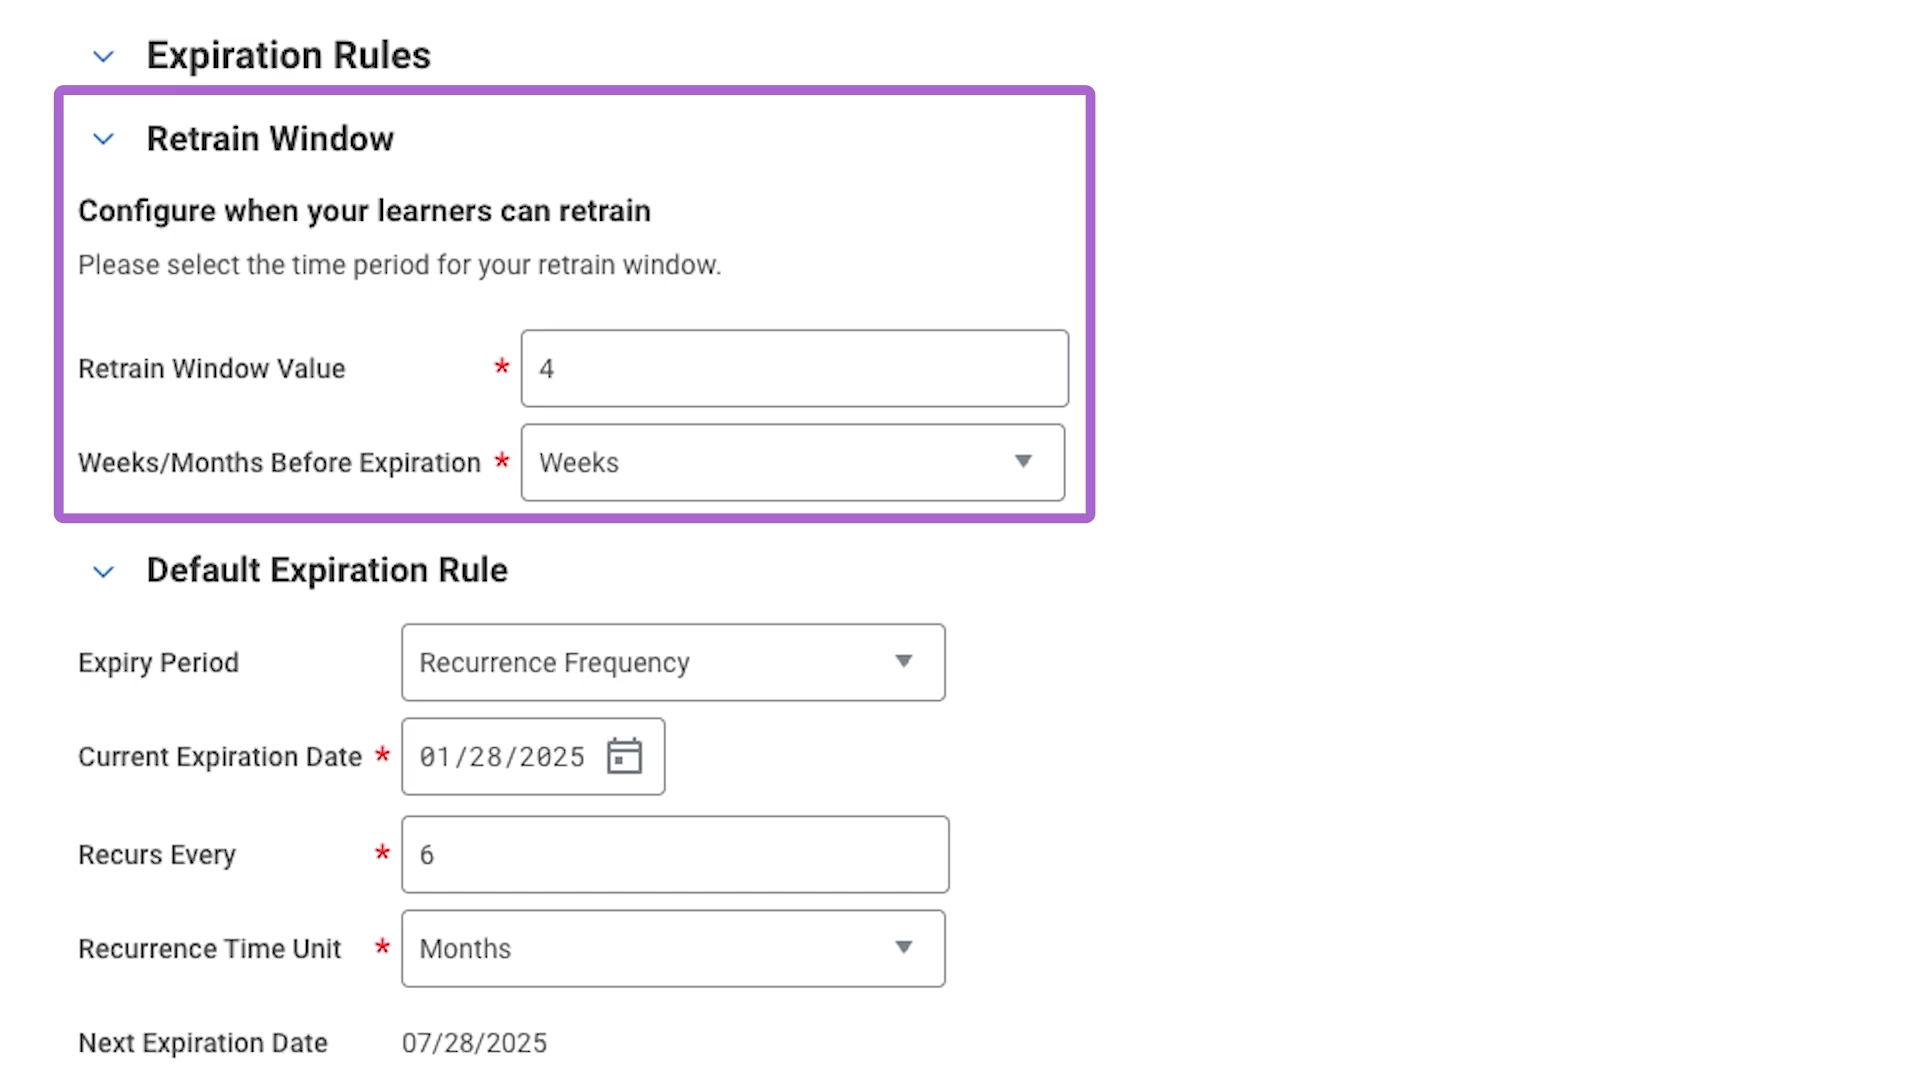 Expiration Rules
Retrain Window
Configure when your learners can retrain
Please select the time period for your retrain window.
Retrain Window Value * 4
Weeks/Months Before Expiration * Weeks
Default Expiration Rule
Expiry Period Recurrence Frequency
Current Expiration Date * 01/28/2025
Recurs Every * 6
Recurrence Time Unit * Months
Next Expiration Date 07/28/2025